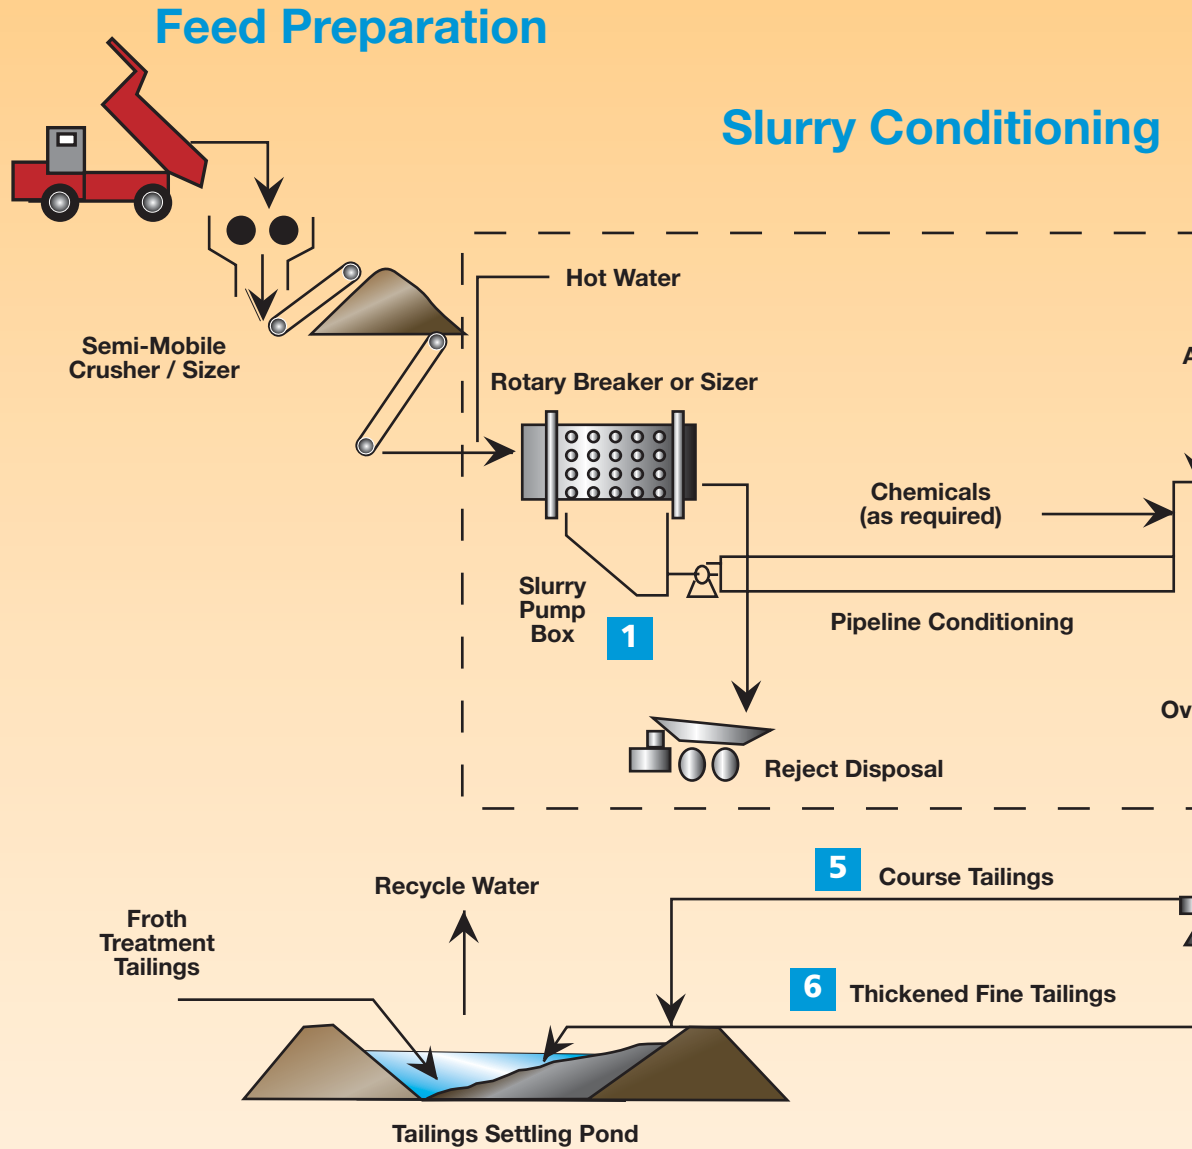 Feed Preparation
Slurry Conditioning
Hot Water
Semi-Mobile
Crusher / Sizer
Rotary Breaker or Sizer
Chemicals
(as required)
Slurry
Pump
Box
1
Pipeline Conditioning
Reject Disposal
5
Course Tailings
Recycle Water
Froth
Treatment
Tailings
6
Thickened Fine Tailings
Tailings Settling Pond